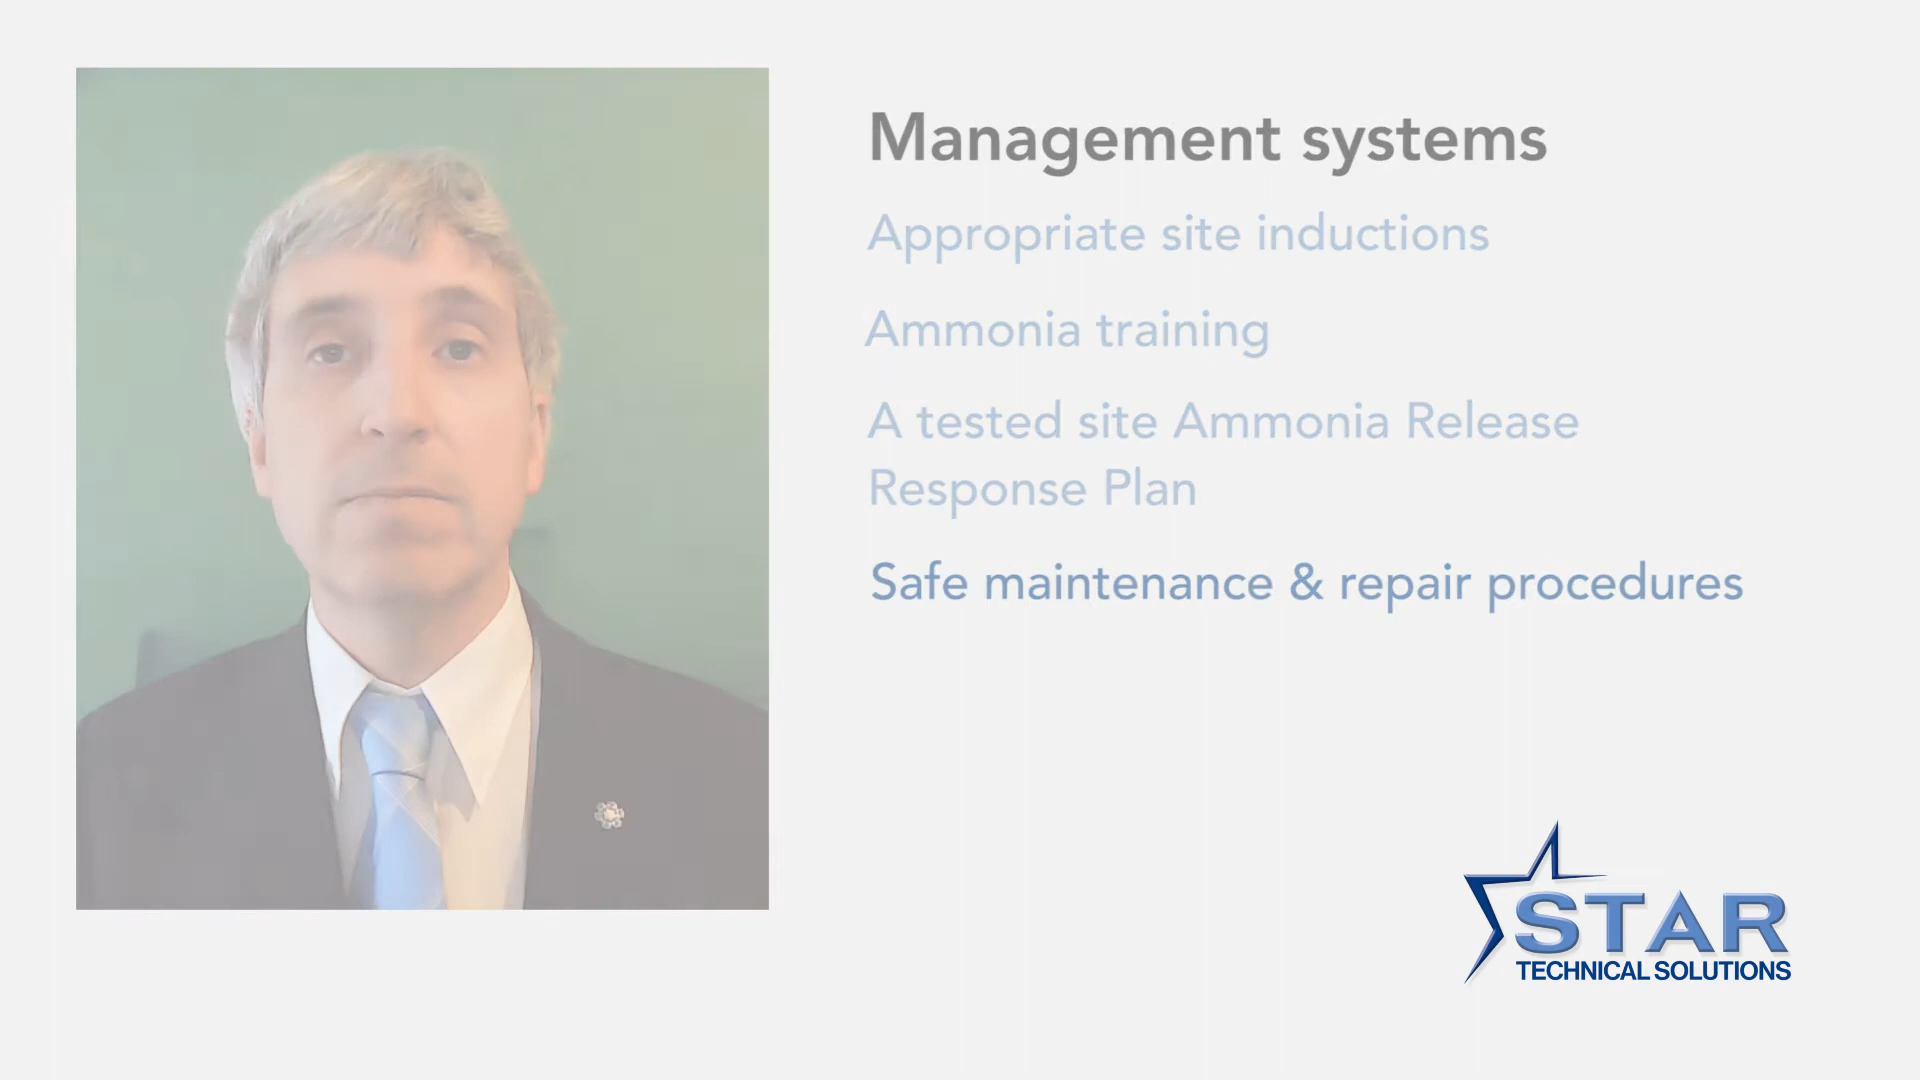 Management systems
Appropriate site inductions
Ammonia training
A tested site Ammonia Release
Response Plan
Safe maintenance & repair procedures
STAR
TECHNICAL SOLUTIONS